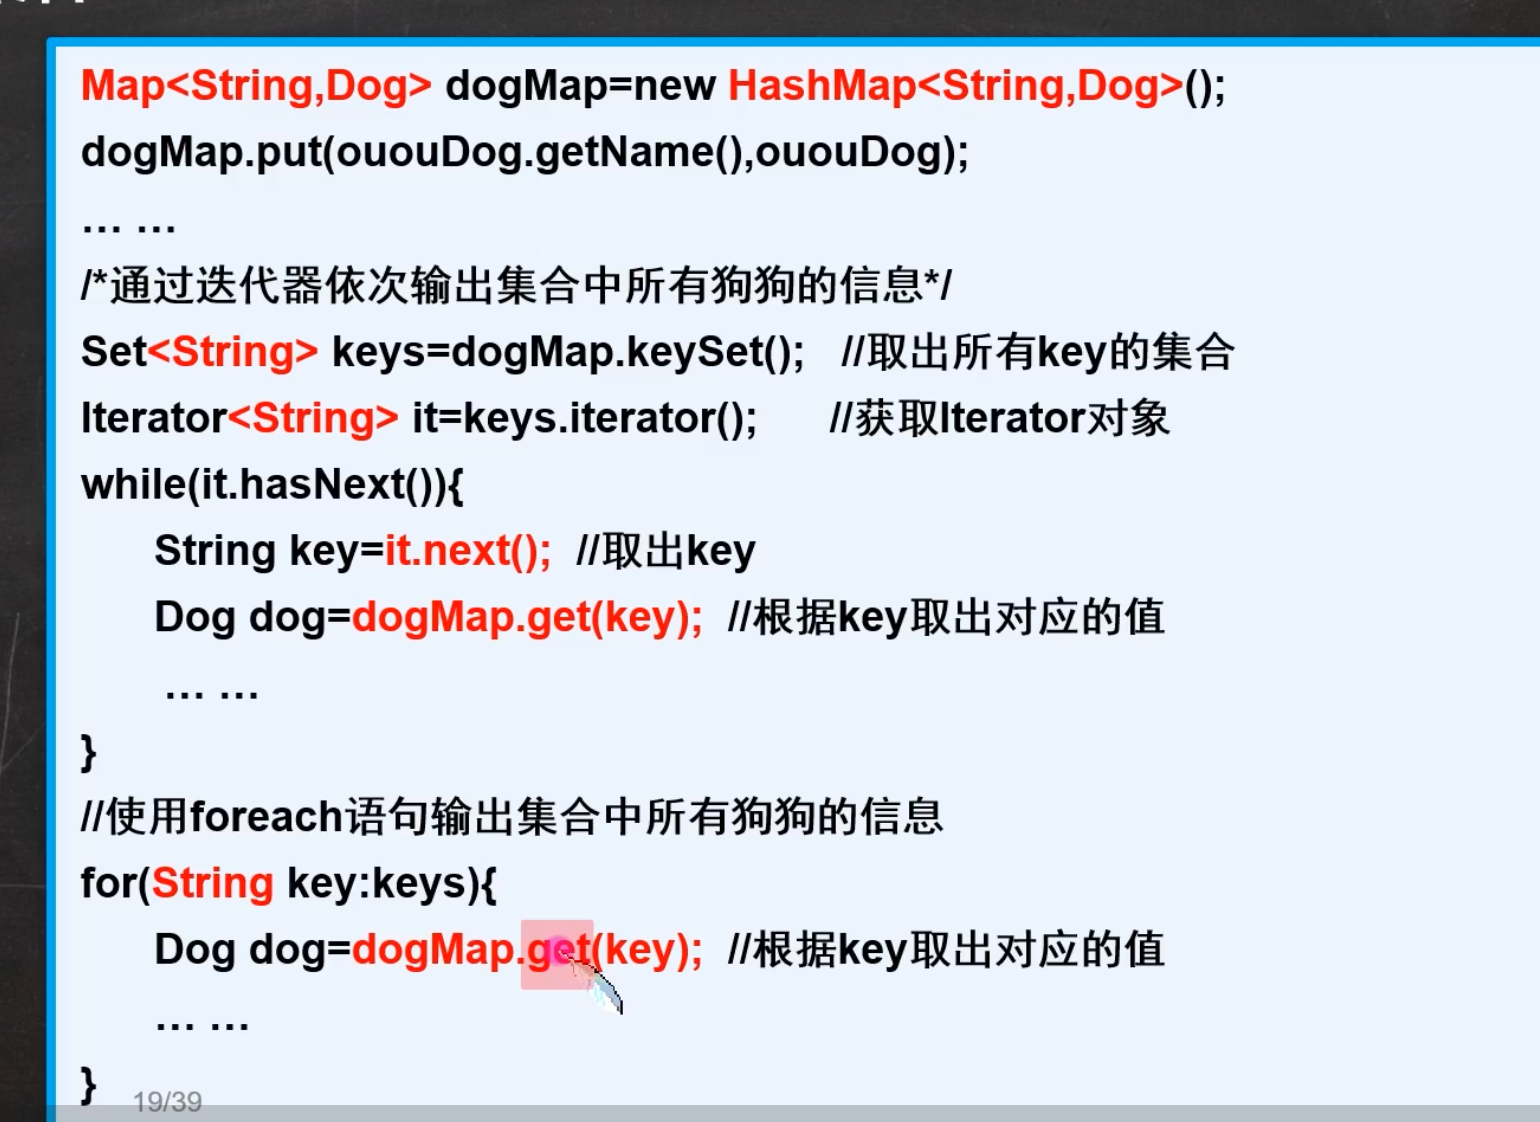 Map<String,Dog> dogMap=new HashMap<String,Dog>();
dogMap.put(ououDog.getName(),ououDog);
… …
/*通过迭代器依次输出集合中所有狗狗的信息*/
Set<String> keys=dogMap.keySet();   //取出所有key的集合
Iterator<String> it=keys.iterator();      //获取Iterator对象
while(it.hasNext()){
String key=it.next();  //取出key
Dog dog=dogMap.get(key);  //根据key取出对应的值
… …
}
//使用foreach语句输出集合中所有狗狗的信息
for(String key:keys){
Dog dog=dogMap.get(key);  //根据key取出对应的值
… …
}
19/39